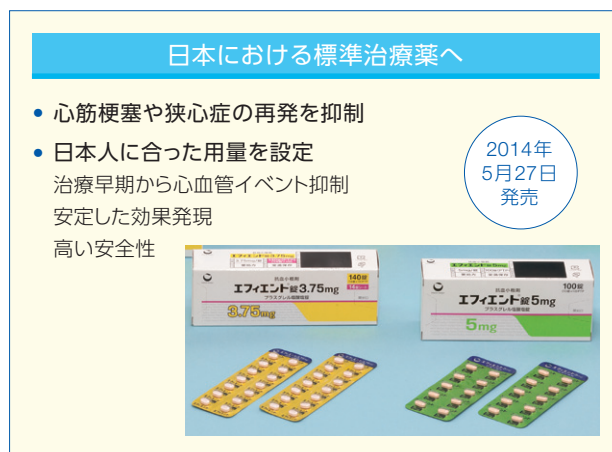 日本における標準治療薬へ
● 心筋梗塞や狭心症の再発を抑制
● 日本人に合った用量を設定
治療早期から心血管イベント抑制
安定した効果発現
高い安全性
2014年
5月27日
発売
抗血小板剤
エフィエント錠3.75mg
プラスグレル塩酸塩錠
140錠
3.75mg
抗血小板剤
エフィエント錠5mg
プラスグレル塩酸塩錠
100錠
5mg